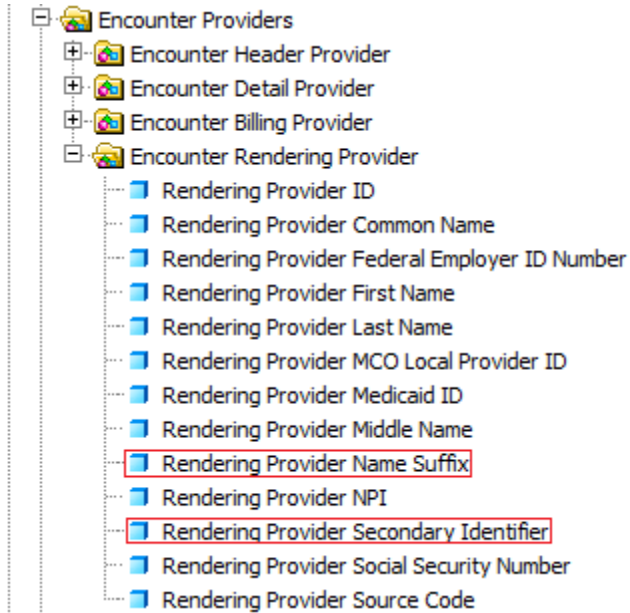 Encounter Providers
Encounter Header Provider
Encounter Detail Provider
Encounter Billing Provider
Encounter Rendering Provider
Rendering Provider ID
Rendering Provider Common Name
Rendering Provider Federal Employer ID Number
Rendering Provider First Name
Rendering Provider Last Name
Rendering Provider MCO Local Provider ID
Rendering Provider Medicaid ID
Rendering Provider Middle Name
Rendering Provider Name Suffix
Rendering Provider NPI
Rendering Provider Secondary Identifier
Rendering Provider Social Security Number
Rendering Provider Source Code